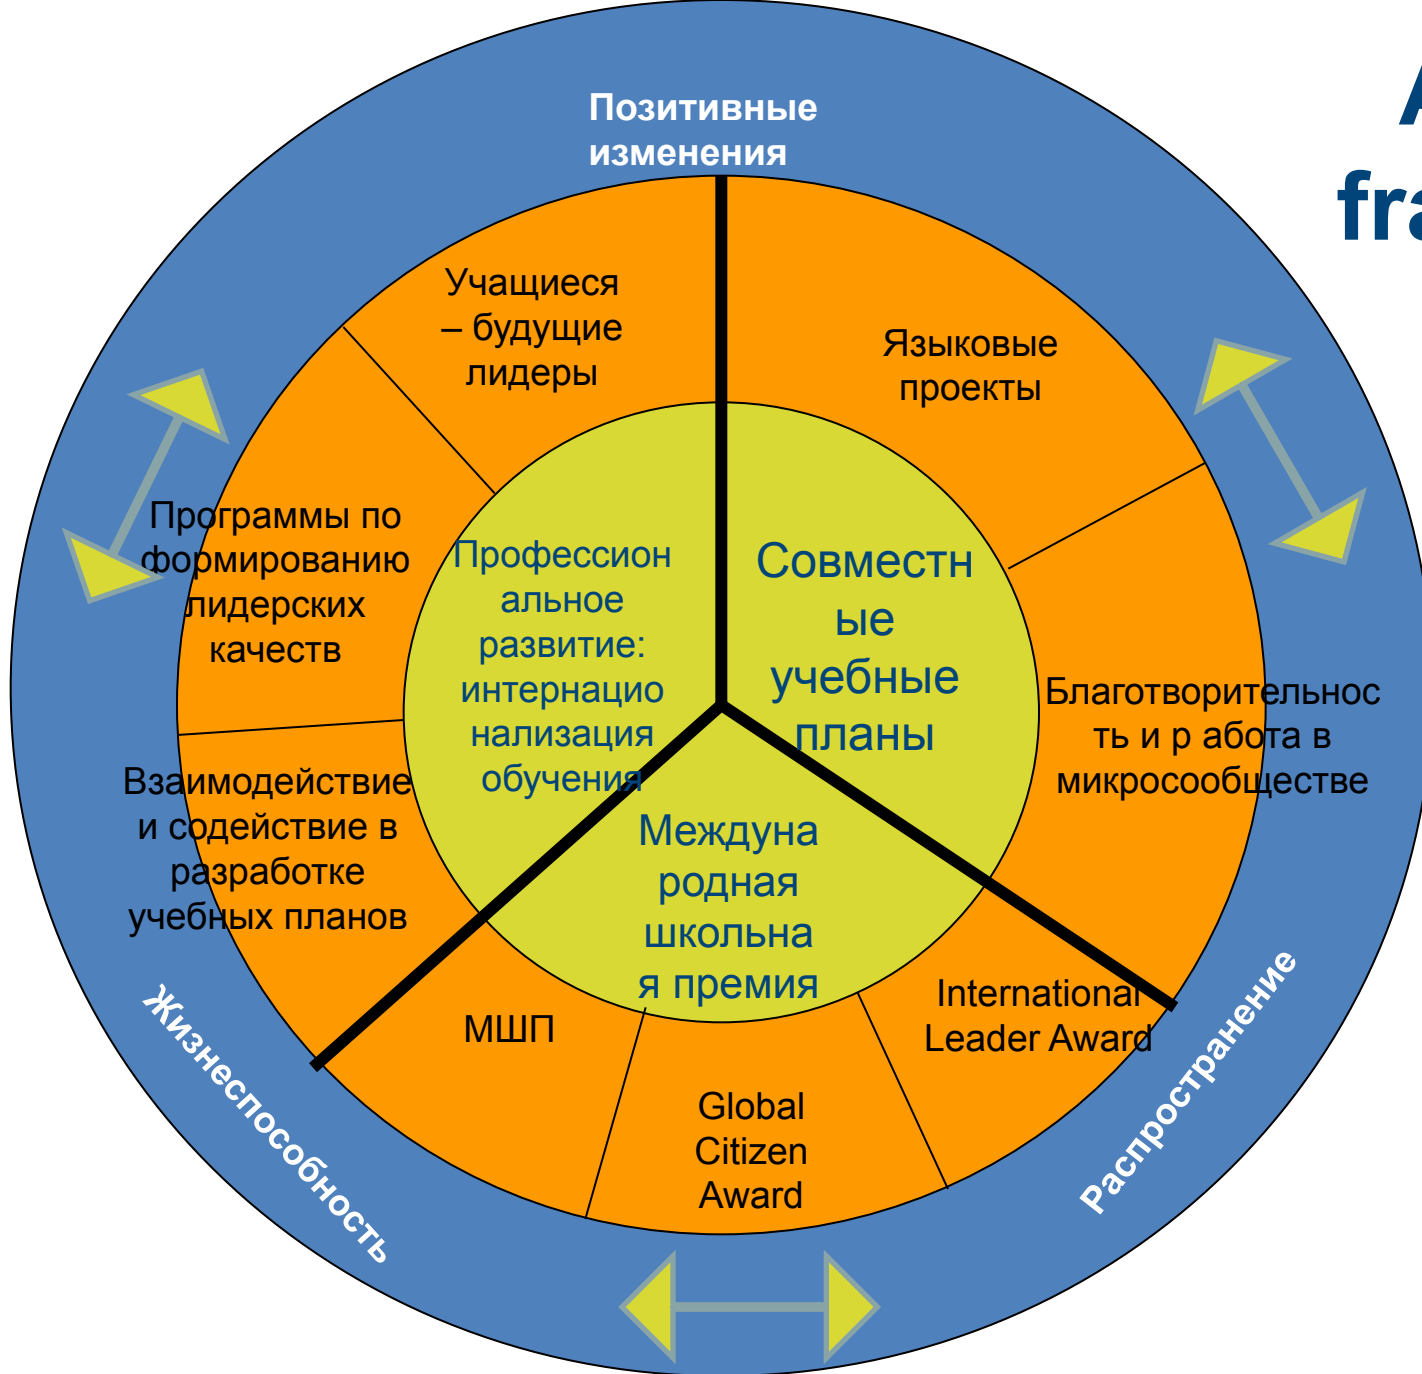 Позитивные
изменения
A
fra
Учащиеся
– будущие
лидеры
Языковые
проекты
Программы по
формированию
лидерских
качеств
Профессион
альное
развитие:
интернацио
нализация
обучения
Совместн
ые
учебные
планы
Благотворительнос
ть и р абота в
микросообществе
Взаимодействие
и содействие в
разработке
учебных планов
Междуна
родная
школьна
я премия
МШП
Global
Citizen
Award
International
Leader Award
Жизнеспособность
Распространение